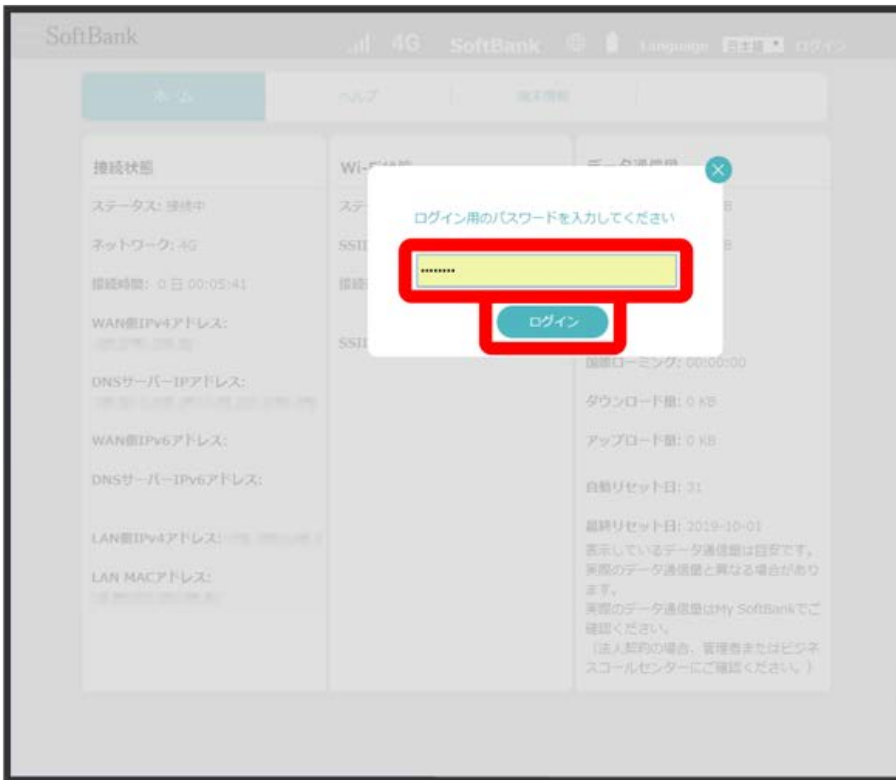 SoftBank
4G SoftBank Language 日本語 ログイン
ホーム ヘルプ 端末情報
接続状態
ステータス: 接続中
ネットワーク: 4G
接続時間: 0 日 00:05:41
WAN側IPv4アドレス:
DNSサーバーIPアドレス:
WAN側IPv6アドレス:
DNSサーバーIPv6アドレス:
LAN側IPv4アドレス:
LAN MACアドレス:
ログイン用のパスワードを入力してください
••••••••
ログイン
国際ローミング: 00:00:00
ダウンロード量: 0 KB
アップロード量: 0 KB
自動リセット日: 31
最終リセット日: 2019-10-01
表示しているデータ通信量は目安です。
実際のデータ通信量と異なる場合があり
ます。
実際のデータ通信量はMy SoftBankでご
確認ください。
（法人契約の場合、管理者またはビジネ
スコールセンターにご確認ください。）